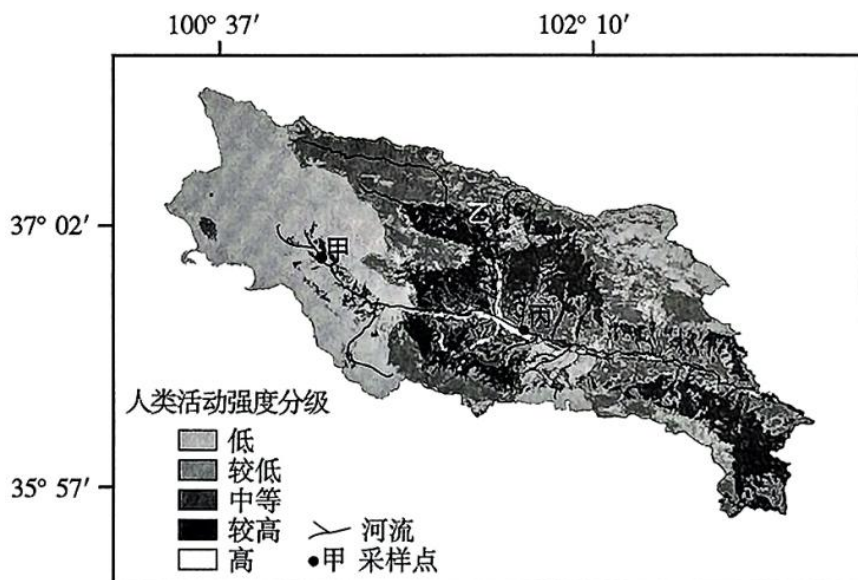 100° 37′ 102° 10′
37° 02′
甲
乙
丙
35° 57′
人类活动强度分级
低
较低
中等
较高
高
河流
甲 采样点